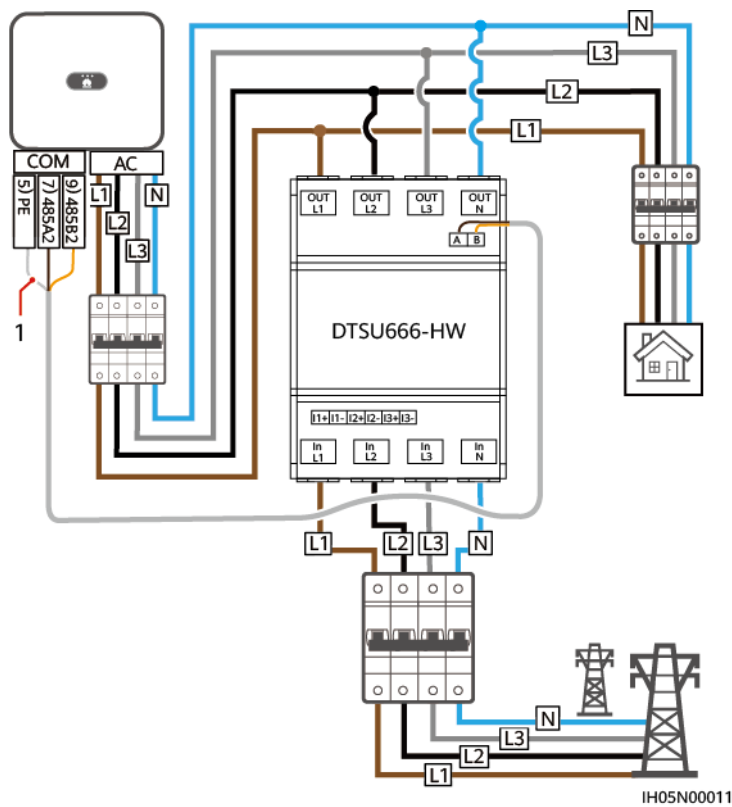 N
L3
L2
L1
COM
AC
5) PE
7) 485A2
9) 485B2
L1
L2
L3
N
1
OUT L1
OUT L2
OUT L3
OUT N
A B
DTSU666-HW
I1+ I1- I2+ I2- I3+ I3-
In L1
In L2
In L3
In N
L1
L2
L3
N
N
L3
L2
L1
IH05N00011